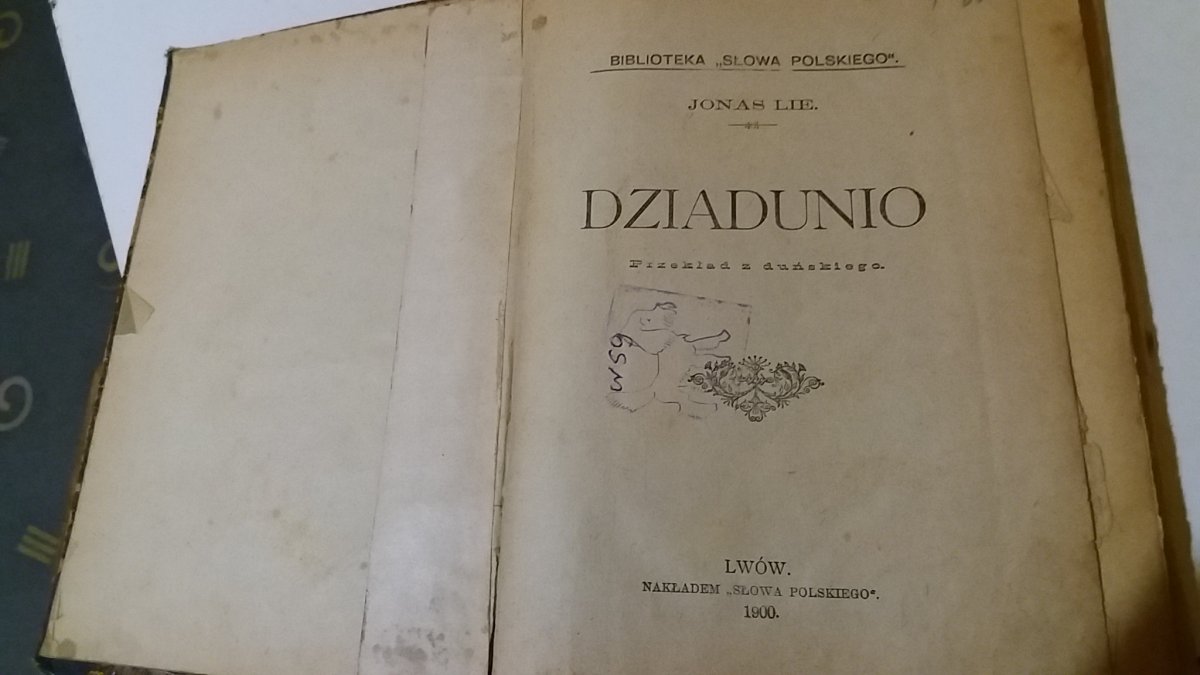 BIBLIOTEKA „SŁOWA POLSKIEGO“.
JONAS LIE.
DZIADUNIO
Przekład z duńskiego.
LWÓW.
NAKŁADEM „SŁOWA POLSKIEGO“.
1900.